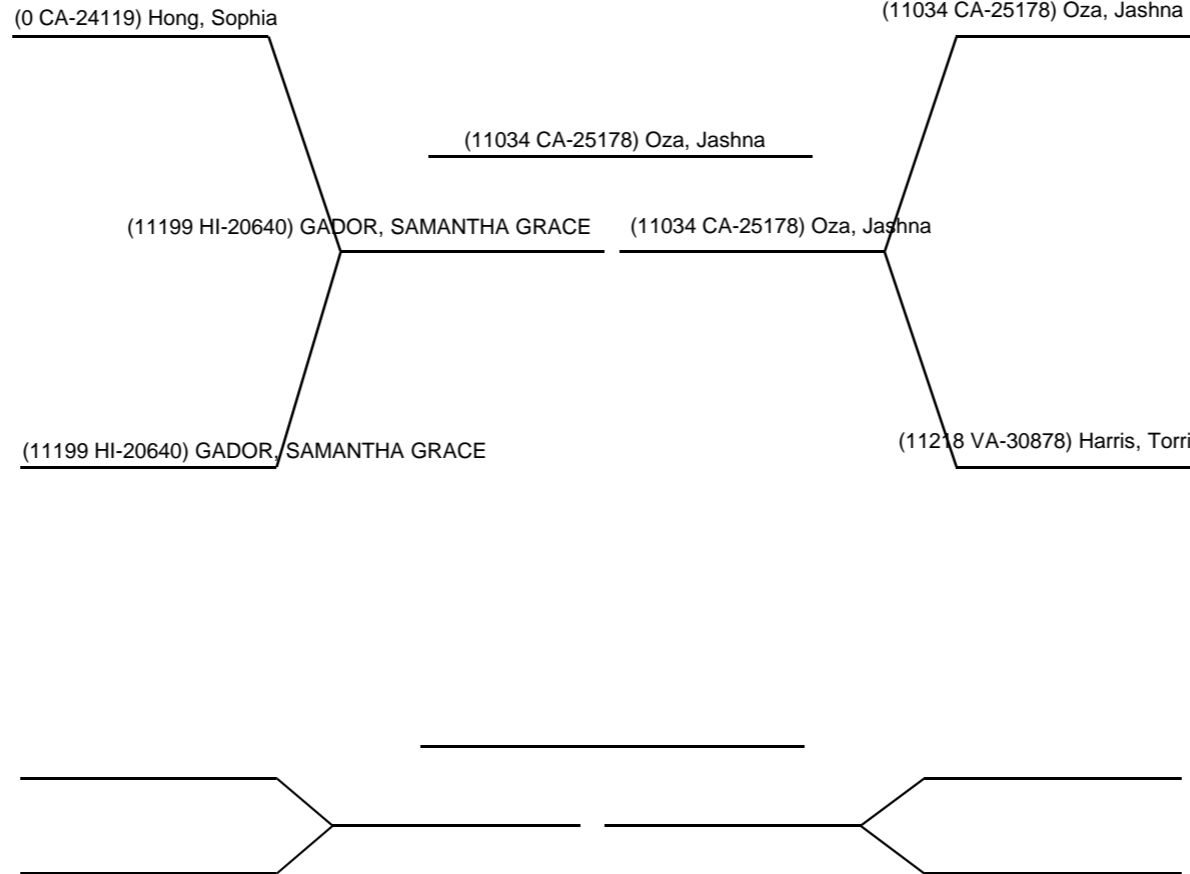 (0 CA-24119) Hong, Sophia
(11034 CA-25178) Oza, Jashna
(11034 CA-25178) Oza, Jashna
(11199 HI-20640) GADOR, SAMANTHA GRACE
(11034 CA-25178) Oza, Jashna
(11199 HI-20640) GADOR, SAMANTHA GRACE
(11218 VA-30878) Harris, Torri